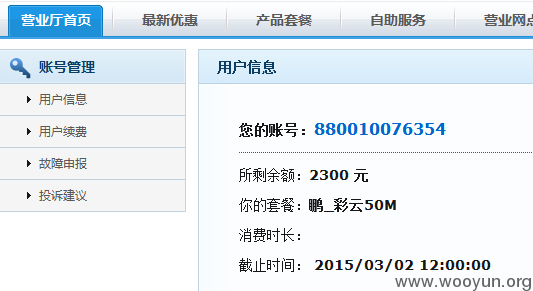 营业厅首页 最新优惠 产品套餐 自助服务 营业网点
账号管理
用户信息
用户续费
故障申报
投诉建议
用户信息
您的账号：880010076354
所剩余额：2300 元
你的套餐：鹏_彩云50M
消费时长：
截止时间： 2015/03/02 12:00:00
www.wooyun.org